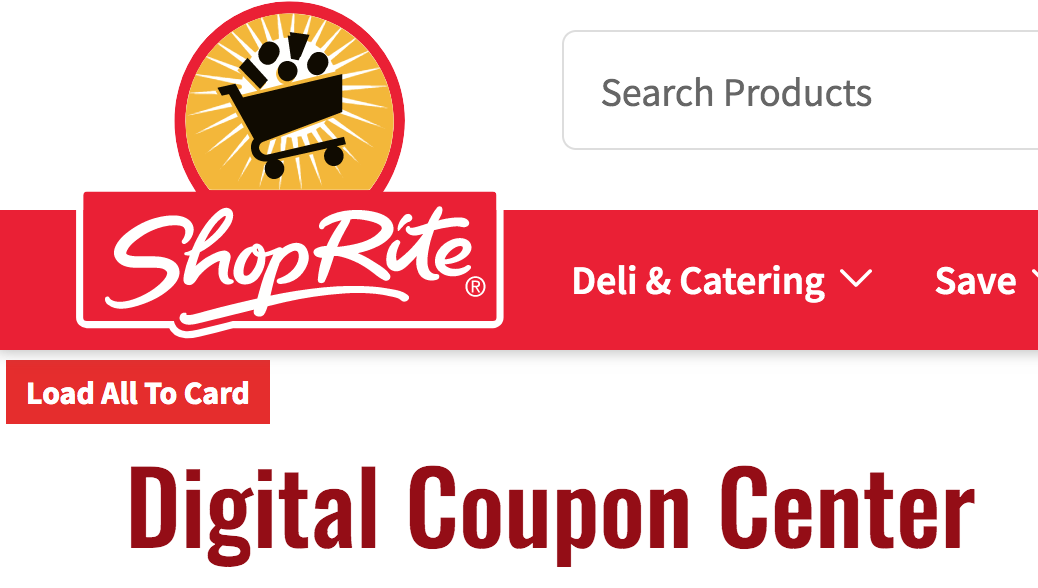 Search Products
ShopRite®
Deli & Catering
Save
Load All To Card
Digital Coupon Center